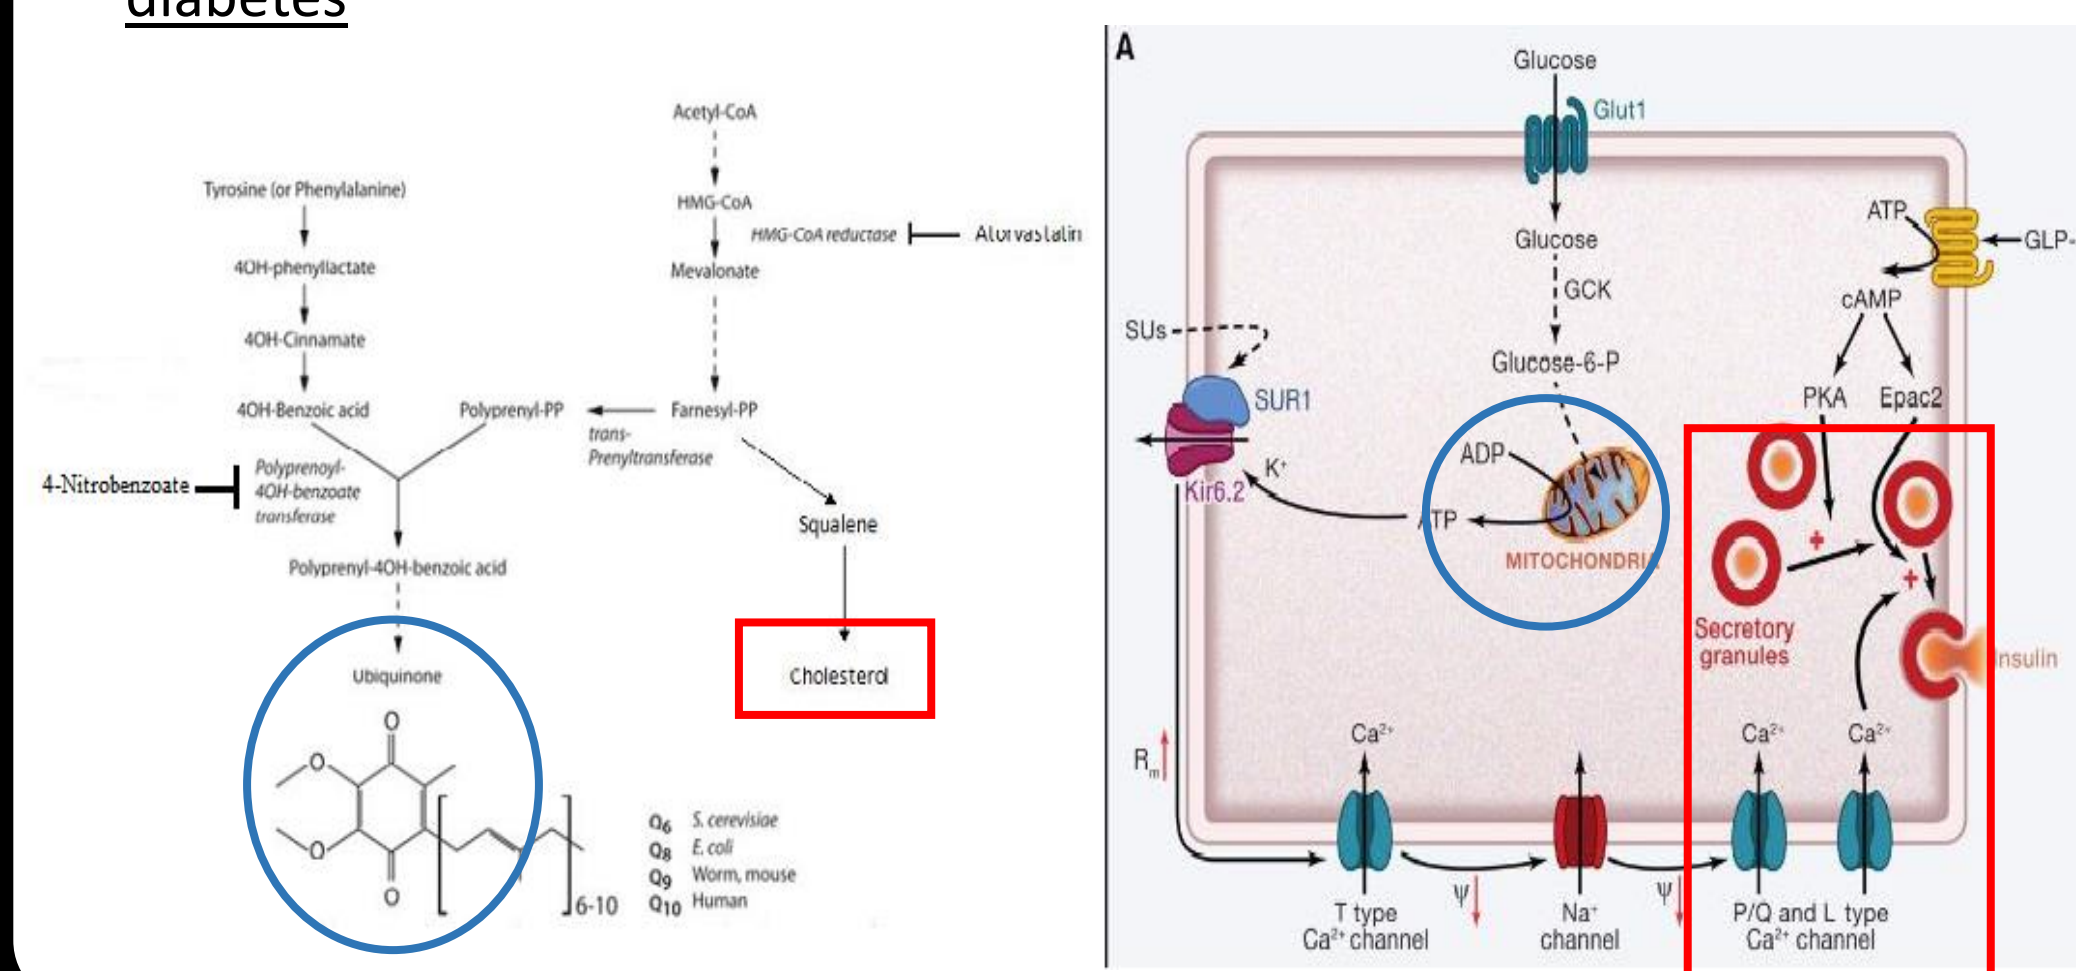 diabetes
Acetyl-CoA
HMG-CoA
HMG-CoA reductase
Atorvastatin
Mevalonate
Tyrosine (or Phenylalanine)
4OH-phenyllactate
4OH-Cinnamate
4OH-Benzoic acid
Polyprenyl-PP
Farnesyl-PP
trans-
Prenyltransferase
4-Nitrobenzoate
Polyprenoyl-
4OH-benzoate
transferase
Squalene
Polyprenyl-4OH-benzoic acid
Cholesterol
Ubiquinone
O
O
O
O
6-10
Q6 S. cerevisiae
Q8 E. coli
Q9 Worm, mouse
Q10 Human
A
Glucose
Glut1
Glucose
GCK
Glucose-6-P
ATP
GLP-
cAMP
PKA
Epac2
SUs
SUR1
K+
Kir6.2
ADP
ATP
MITOCHONDRIA
+
+
Secretory
granules
Insulin
Rm
Ca2+
Ca2+
Ca2+
Ψ
Ψ
T type
Ca2+ channel
Na+
channel
P/Q and L type
Ca2+ channel